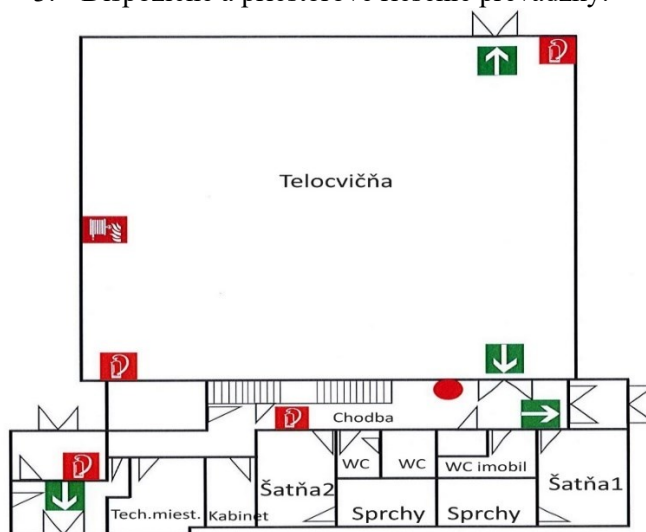 Telocvičňa
Chodba
WC
WC
WC imobil
Šatňa2
Šatňa1
Tech.miest.
Kabinet
Sprchy
Sprchy